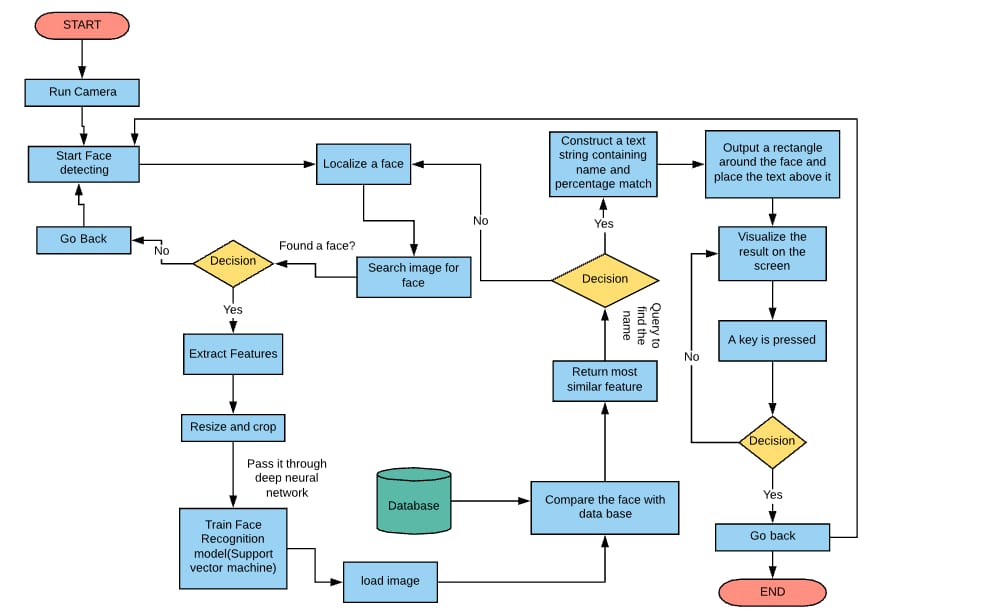 START
Run Camera
Start Face
detecting
Go Back
No
Decision
Found a face?
Localize a face
Search image for
face
Yes
Extract Features
Resize and crop
Pass it through
deep neural
network
Train Face
Recognition
model(Support
vector machine)
load image
Database
Compare the face with
data base
Return most
similar feature
Query to
find the
name
Decision
No
Yes
Construct a text
string containing
name and
percentage match
Output a rectangle
around the face and
place the text above it
Visualize the
result on the
screen
A key is pressed
No
Decision
Yes
Go back
END